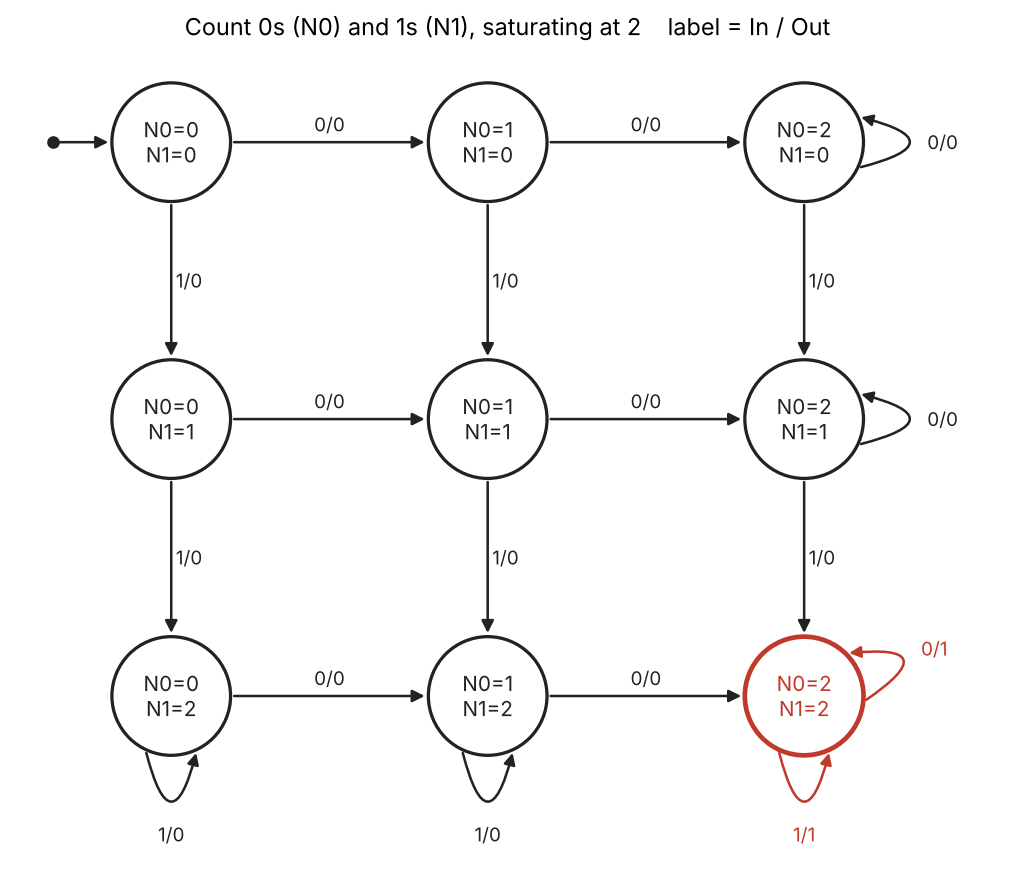 Count 0s (N0) and 1s (N1), saturating at 2    label = In / Out
0/0
0/0
N0=0
N1=0
N0=1
N1=0
N0=2
N1=0
0/0
1/0
1/0
1/0
0/0
0/0
N0=0
N1=1
N0=1
N1=1
N0=2
N1=1
0/0
1/0
1/0
1/0
0/1
0/0
0/0
N0=0
N1=2
N0=1
N1=2
N0=2
N1=2
1/0
1/0
1/1